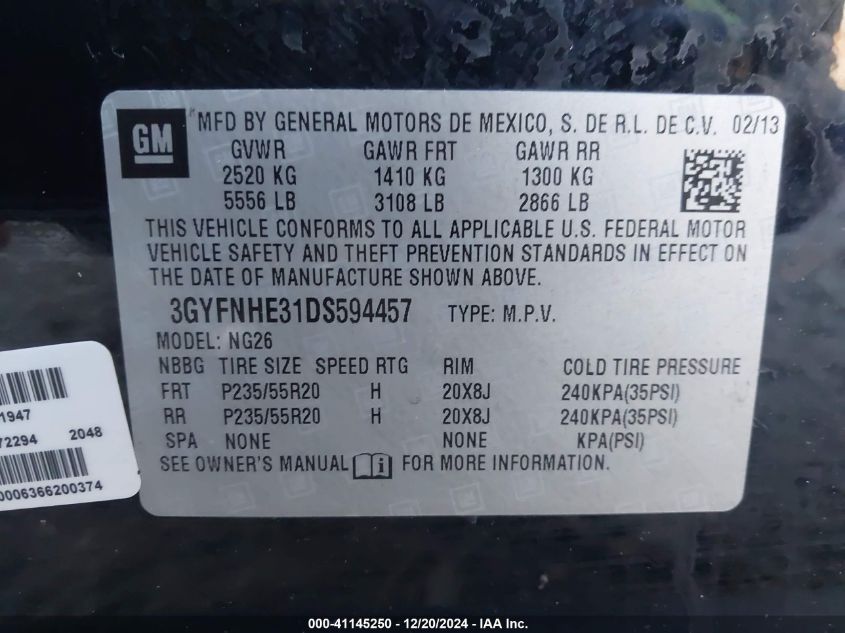 GM
MFD BY GENERAL MOTORS DE MEXICO, S. DE R.L. DE C.V. 02/13
GVWR GAWR FRT GAWR RR
2520 KG 1410 KG 1300 KG
5556 LB 3108 LB 2866 LB
THIS VEHICLE CONFORMS TO ALL APPLICABLE U.S. FEDERAL MOTOR
VEHICLE SAFETY AND THEFT PREVENTION STANDARDS IN EFFECT ON
THE DATE OF MANUFACTURE SHOWN ABOVE.
3GYFNHE31DS594457 TYPE: M.P.V.
MODEL: NG26
NBBG TIRE SIZE SPEED RTG RIM COLD TIRE PRESSURE
FRT P235/55R20 H 20X8J 240KPA(35PSI)
RR P235/55R20 H 20X8J 240KPA(35PSI)
SPA NONE NONE KPA(PSI)
SEE OWNER'S MANUAL FOR MORE INFORMATION.
1947
72294 2048
0006366200374
000-41145250 - 12/20/2024 - IAA Inc.